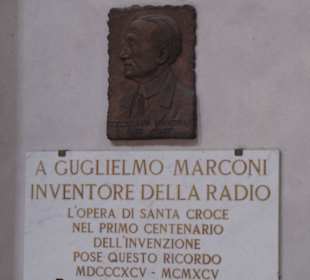 A GUGLIELMO MARCONI
INVENTORE DELLA RADIO
L'OPERA DI SANTA CROCE
NEL PRIMO CENTENARIO
DELL'INVENZIONE
POSE QUESTO RICORDO
MDCCCXCV - MCMXCV